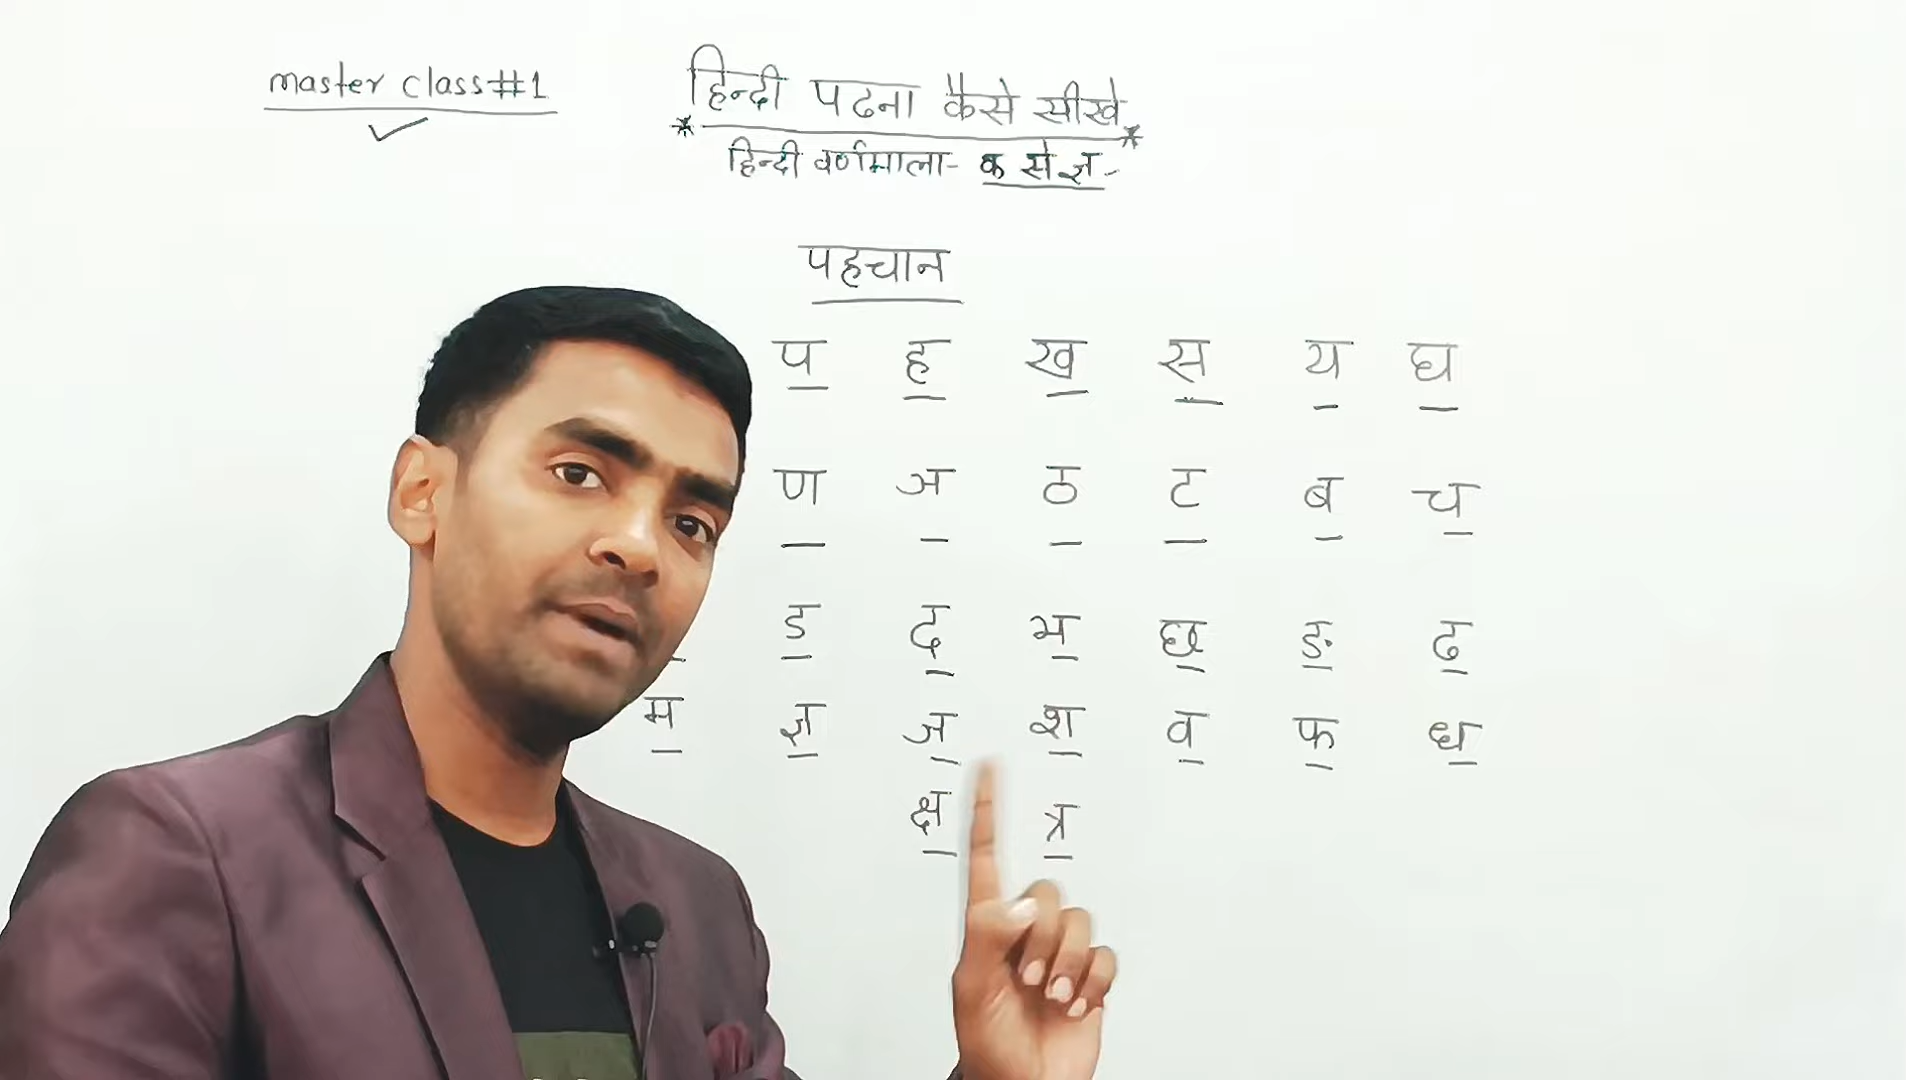 master class#1
हिन्दी पढना कैसे सीखे
हिन्दी वर्णमाला- क से ज्ञ -
पहचान
प ह ख स य घ
ण ञ ठ ट ब च
ड द भ छ ङ ढ
म ज्ञ ज श व फ ध
क्ष त्र